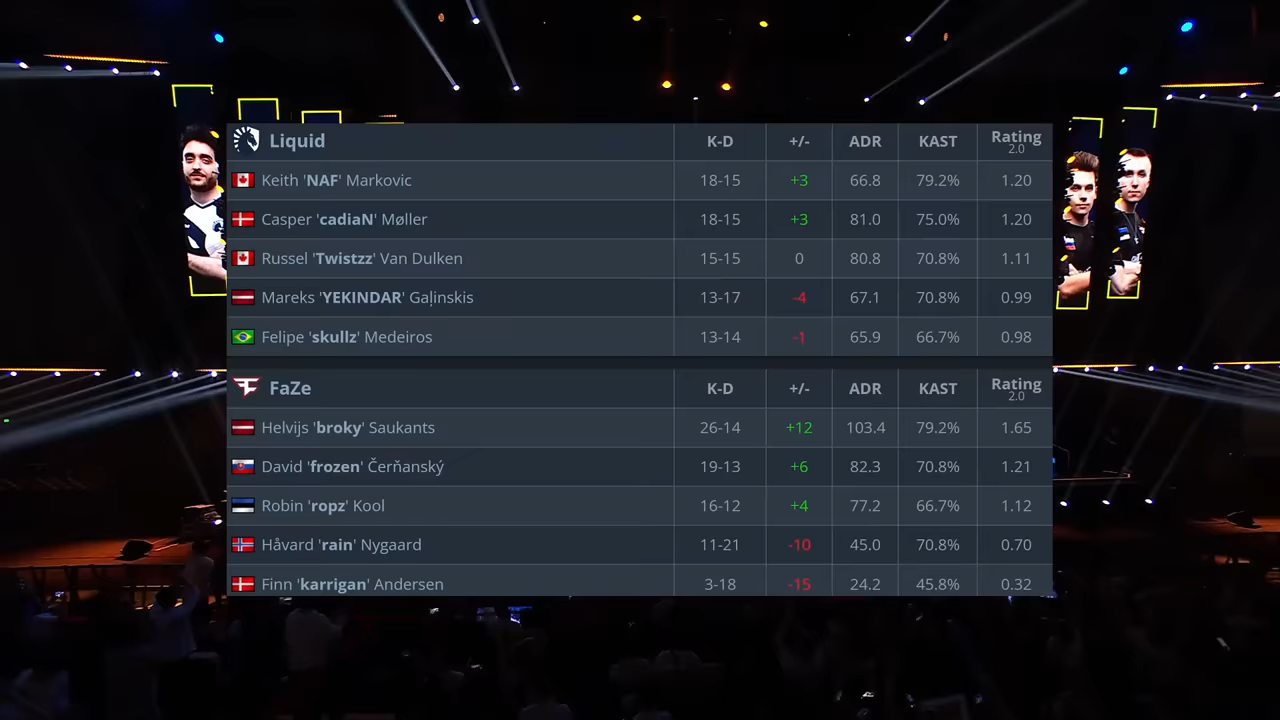 Liquid K-D +/- ADR KAST Rating 2.0
Keith 'NAF' Markovic 18-15 +3 66.8 79.2% 1.20
Casper 'cadiaN' Møller 18-15 +3 81.0 75.0% 1.20
Russel 'Twistzz' Van Dulken 15-15 0 80.8 70.8% 1.11
Mareks 'YEKINDAR' Gaļinskis 13-17 -4 67.1 70.8% 0.99
Felipe 'skullz' Medeiros 13-14 -1 65.9 66.7% 0.98
FaZe K-D +/- ADR KAST Rating 2.0
Helvijs 'broky' Saukants 26-14 +12 103.4 79.2% 1.65
David 'frozen' Čerňanský 19-13 +6 82.3 70.8% 1.21
Robin 'ropz' Kool 16-12 +4 77.2 66.7% 1.12
Håvard 'rain' Nygaard 11-21 -10 45.0 70.8% 0.70
Finn 'karrigan' Andersen 3-18 -15 24.2 45.8% 0.32